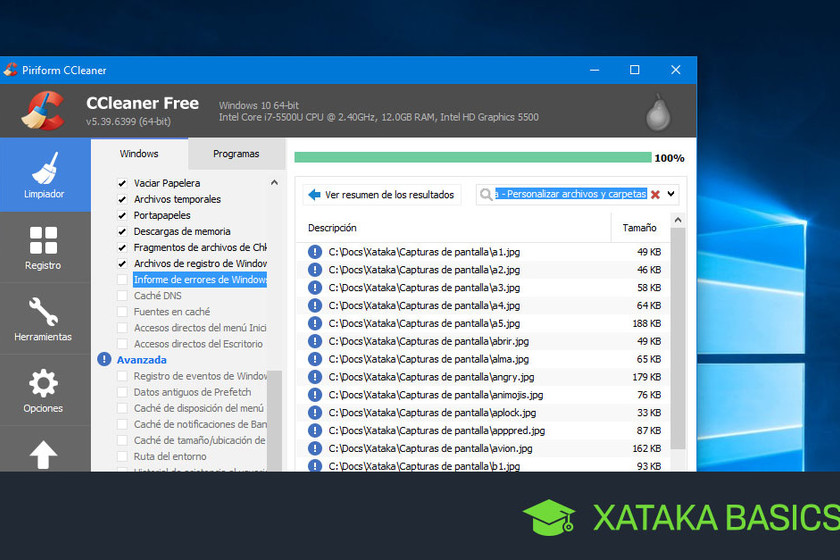 Piriform CCleaner
CCleaner Free
v5.39.6399 (64-bit)
Windows 10 64-bit
Intel Core i7-5500U CPU @ 2.40GHz, 12.0GB RAM, Intel HD Graphics 5500
Limpiador
Registro
Herramientas
Opciones
Windows
Programas
Vaciar Papelera
Archivos temporales
Portapapeles
Descargas de memoria
Fragmentos de archivos de Chk
Archivos de registro de Window
Informe de errores de Windows
Caché DNS
Fuentes en caché
Accesos directos del menú Inici
Accesos directos del Escritorio
Avanzada
Registro de eventos de Window
Datos antiguos de Prefetch
Caché de disposición del menú
Caché de notificaciones de Ban
Caché de tamaño/ubicación de
Ruta del entorno
100%
Ver resumen de los resultados
a - Personalizar archivos y carpetas
Descripción Tamaño
C:\Docs\Xataka\Capturas de pantalla\a1.jpg 49 KB
C:\Docs\Xataka\Capturas de pantalla\a2.jpg 46 KB
C:\Docs\Xataka\Capturas de pantalla\a3.jpg 58 KB
C:\Docs\Xataka\Capturas de pantalla\a4.jpg 64 KB
C:\Docs\Xataka\Capturas de pantalla\a5.jpg 188 KB
C:\Docs\Xataka\Capturas de pantalla\abrir.jpg 49 KB
C:\Docs\Xataka\Capturas de pantalla\alma.jpg 65 KB
C:\Docs\Xataka\Capturas de pantalla\angry.jpg 179 KB
C:\Docs\Xataka\Capturas de pantalla\animojis.jpg 76 KB
C:\Docs\Xataka\Capturas de pantalla\aplock.jpg 33 KB
C:\Docs\Xataka\Capturas de pantalla\apppred.jpg 87 KB
C:\Docs\Xataka\Capturas de pantalla\avion.jpg 162 KB
C:\Docs\Xataka\Capturas de pantalla\b1.jpg 93 KB
XATAKA BASICS